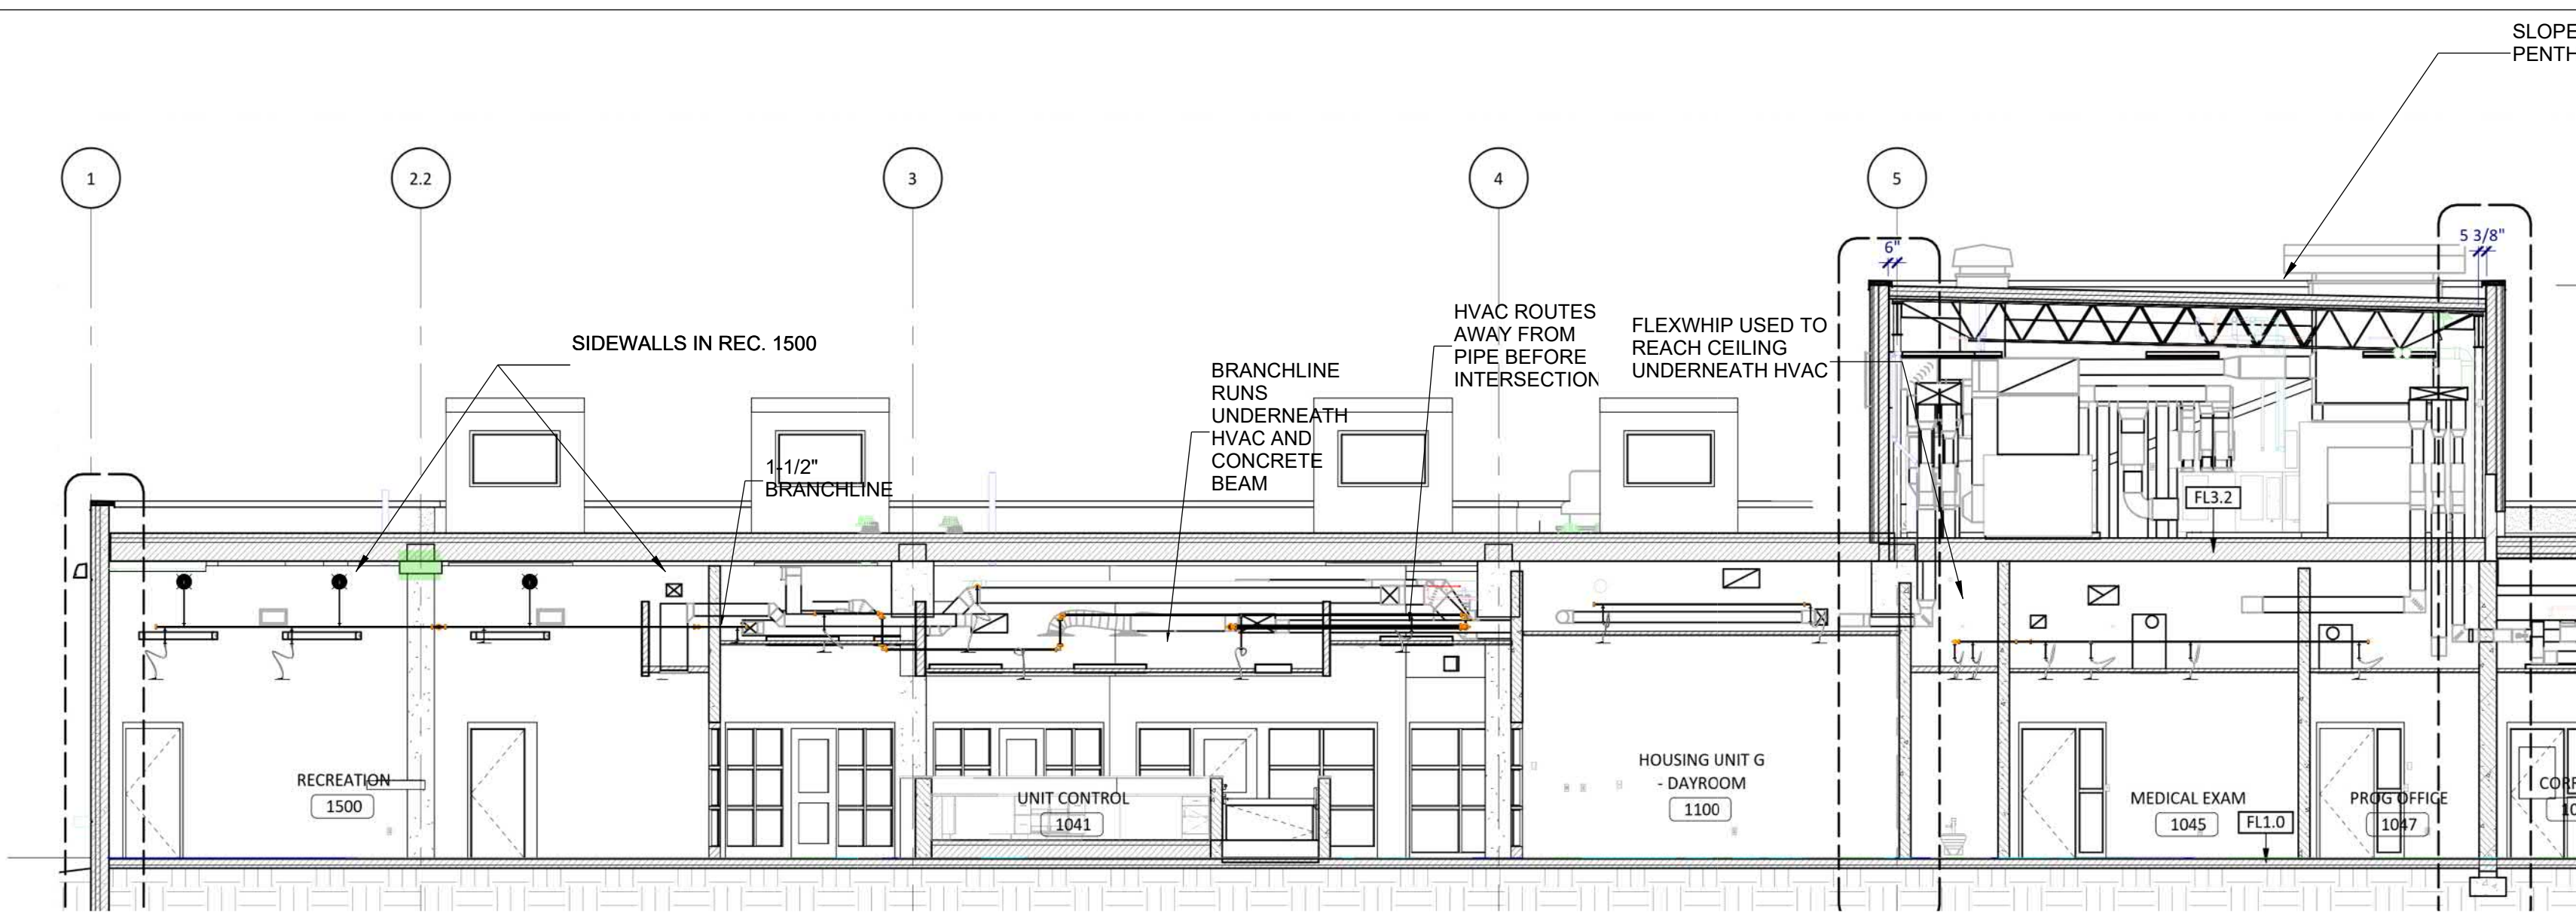 SLOPE
PENTH
1
2.2
3
4
5
6"
5 3/8"
SIDEWALLS IN REC. 1500
1-1/2"
BRANCHLINE
BRANCHLINE
RUNS
UNDERNEATH
HVAC AND
CONCRETE
BEAM
HVAC ROUTES
AWAY FROM
PIPE BEFORE
INTERSECTION
FLEXWHIP USED TO
REACH CEILING
UNDERNEATH HVAC
FL3.2
RECREATION
1500
UNIT CONTROL
1041
HOUSING UNIT G
- DAYROOM
1100
MEDICAL EXAM
1045
FL1.0
PROG OFFICE
1047
CORR
10